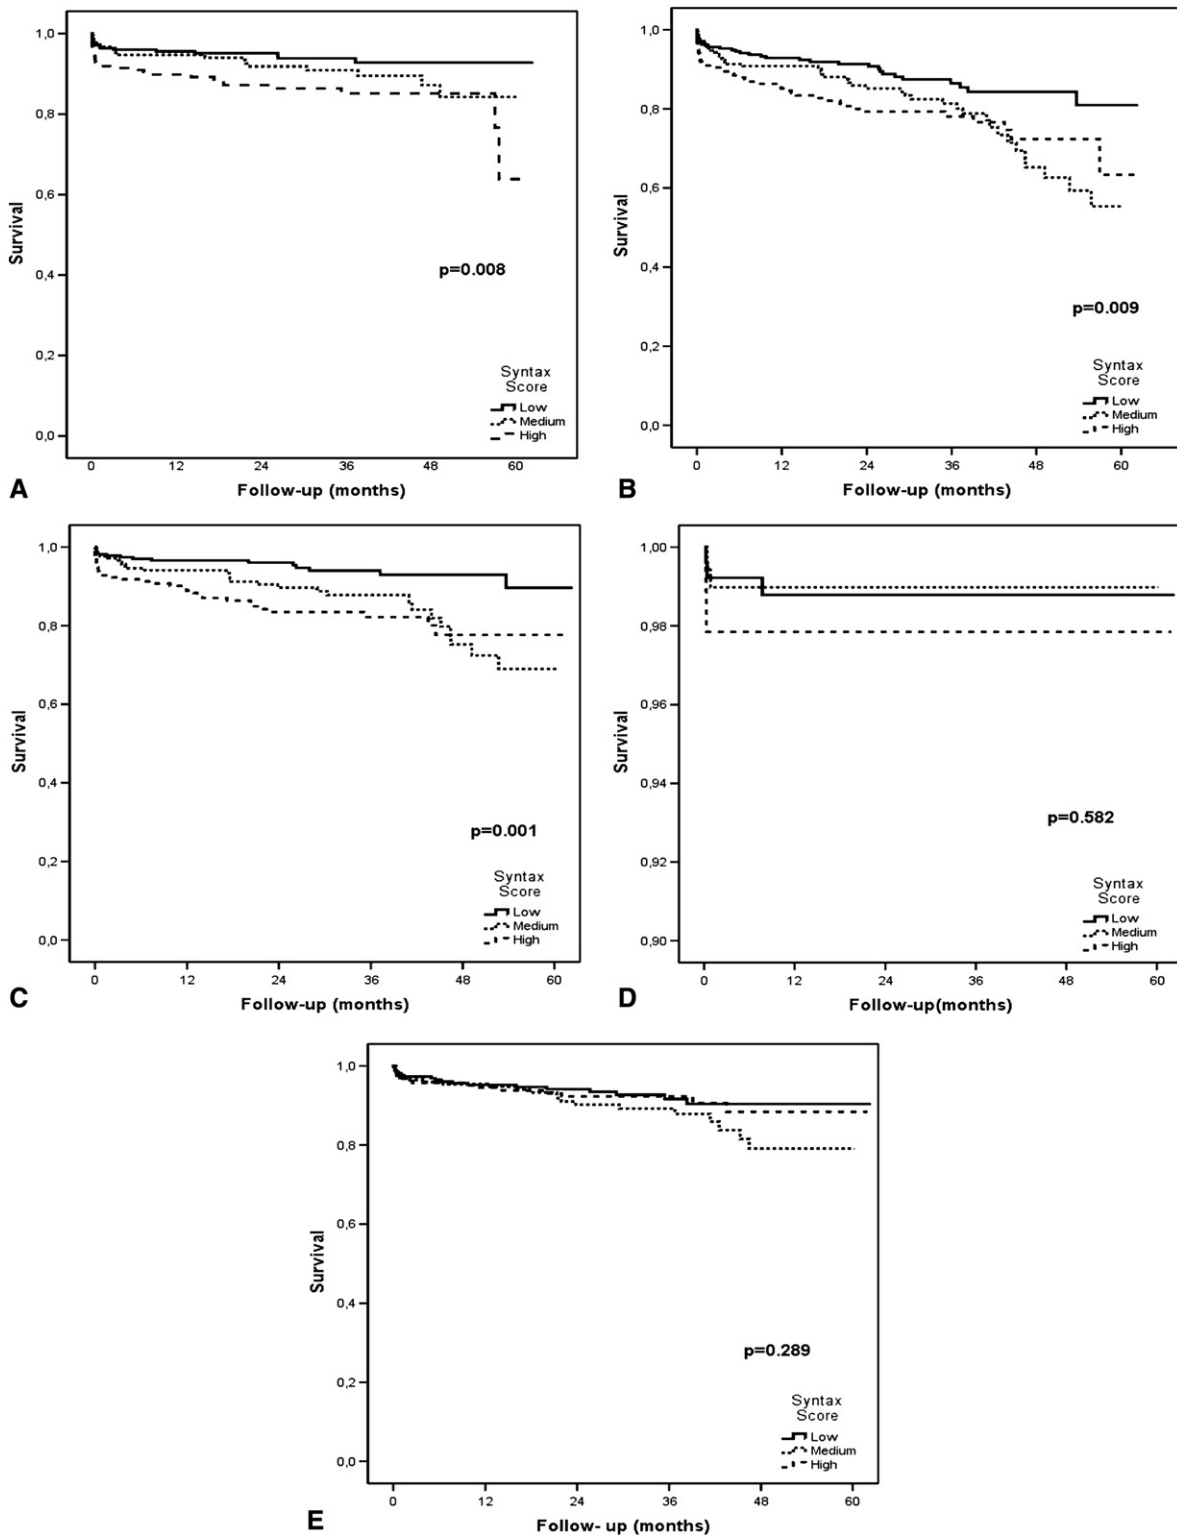 1,0
0,8
0,6
0,4
0,2
0,0
Survival
p=0.008
Syntax
Score
Low
Medium
High
0 12 24 36 48 60
Follow-up (months)
A
1,0
0,8
0,6
0,4
0,2
0,0
Survival
p=0.009
Syntax
Score
Low
Medium
High
0 12 24 36 48 60
Follow-up (months)
B
1,0
0,8
0,6
0,4
0,2
0,0
Survival
p=0.001
Syntax
Score
Low
Medium
High
0 12 24 36 48 60
Follow-up (months)
C
1,00
0,98
0,96
0,94
0,92
0,90
Survival
p=0.582
Syntax
Score
Low
Medium
High
0 12 24 36 48 60
Follow-up(months)
D
1,0
0,8
0,6
0,4
0,2
0,0
Survival
p=0.289
Syntax
Score
Low
Medium
High
0 12 24 36 48 60
Follow- up (months)
E